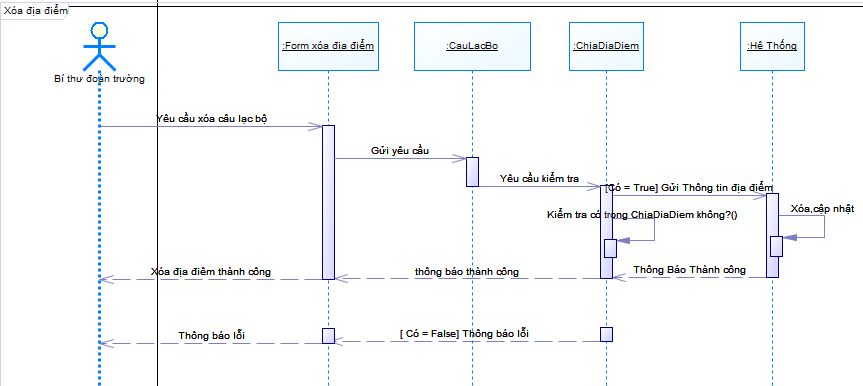 Xóa địa điểm
:Form xóa địa điểm
:CauLacBo
:ChiaDiaDiem
:Hệ Thống
Bí thư đoàn trường
Yêu cầu xóa câu lạc bộ
Gửi yêu cầu
Yêu cầu kiểm tra
[Có = True] Gửi Thông tin địa điểm
Xóa,cập nhật
Kiểm tra có trong ChiaDiaDiem không?()
Thông Báo Thành công
thông báo thành công
Xóa địa điểm thành công
[ Có = False] Thông báo lỗi
Thông báo lỗi